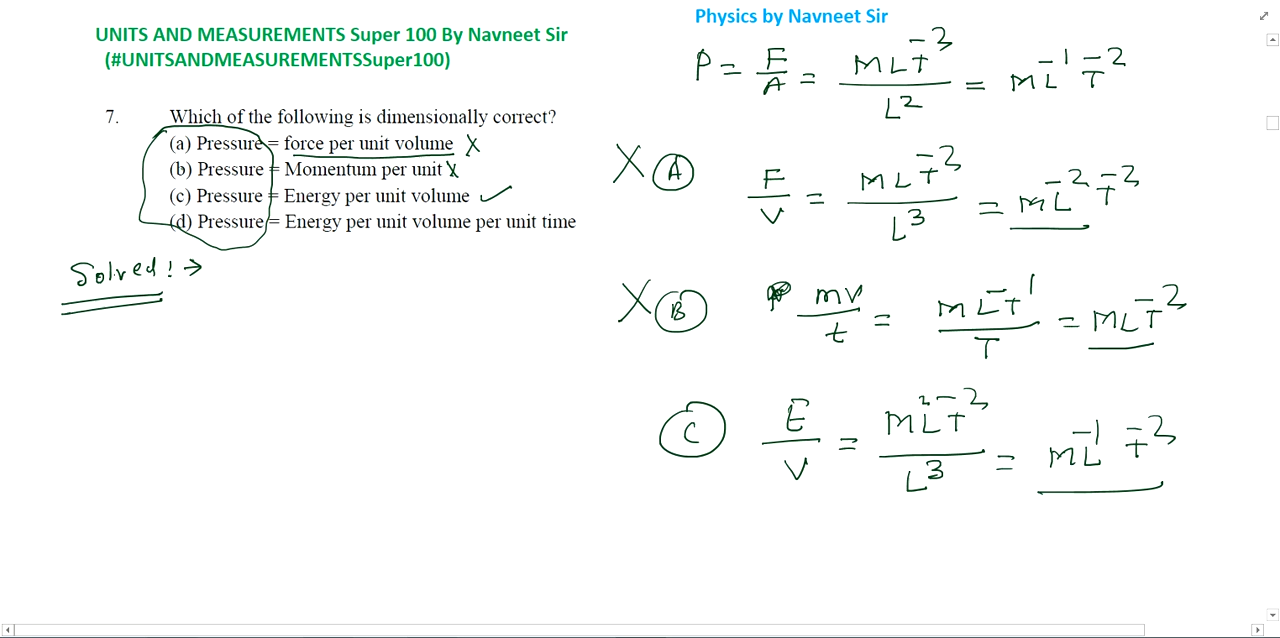 Physics by Navneet Sir
UNITS AND MEASUREMENTS Super 100 By Navneet Sir
(#UNITSANDMEASUREMENTSSuper100)
7. Which of the following is dimensionally correct?
(a) Pressure = force per unit volume X
(b) Pressure = Momentum per unit X
(c) Pressure = Energy per unit volume ✓
(d) Pressure = Energy per unit volume per unit time
Solved! →
P = F/A = MLT⁻²/L² = ML⁻¹T⁻²
X (A) F/V = MLT⁻²/L³ = ML⁻²T⁻²
X (B) mv/t = MLT⁻¹/T = MLT⁻²
(C) E/V = ML²T⁻²/L³ = ML⁻¹T⁻²